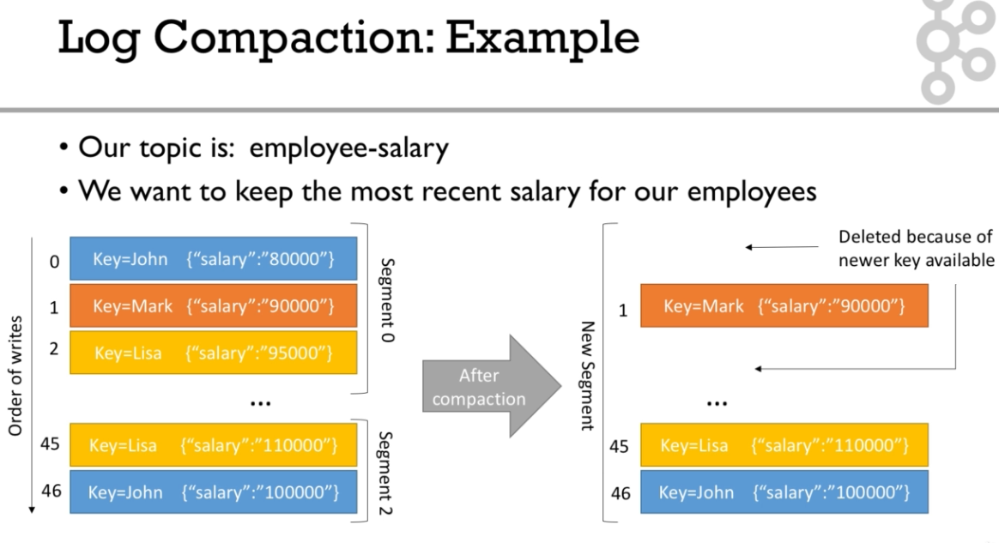 Log Compaction: Example
• Our topic is: employee-salary
• We want to keep the most recent salary for our employees
Order of writes
0 Key=John {“salary”:”80000”}
1 Key=Mark {“salary”:”90000”}
2 Key=Lisa {“salary”:”95000”}
Segment 0
...
45 Key=Lisa {“salary”:”110000”}
46 Key=John {“salary”:”100000”}
Segment 2
After
compaction
New Segment
Deleted because of
newer key available
1 Key=Mark {“salary”:”90000”}
...
45 Key=Lisa {“salary”:”110000”}
46 Key=John {“salary”:”100000”}